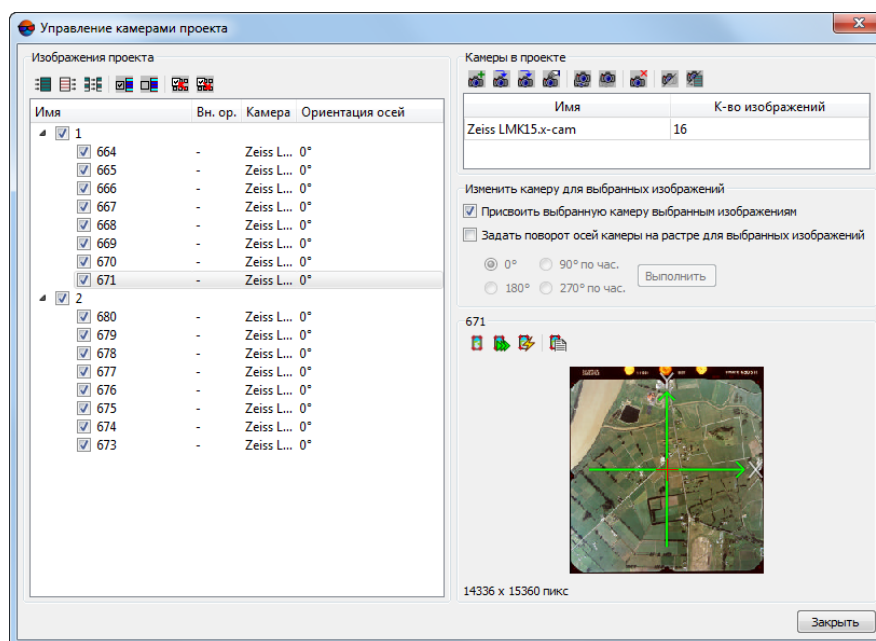 Управление камерами проекта
Изображения проекта
Имя Вн. ор. Камера Ориентация осей
1
664 - Zeiss L... 0°
665 - Zeiss L... 0°
666 - Zeiss L... 0°
667 - Zeiss L... 0°
668 - Zeiss L... 0°
669 - Zeiss L... 0°
670 - Zeiss L... 0°
671 - Zeiss L... 0°
2
680 - Zeiss L... 0°
679 - Zeiss L... 0°
678 - Zeiss L... 0°
677 - Zeiss L... 0°
676 - Zeiss L... 0°
675 - Zeiss L... 0°
674 - Zeiss L... 0°
673 - Zeiss L... 0°
Камеры в проекте
Имя К-во изображений
Zeiss LMK15.x-cam 16
Изменить камеру для выбранных изображений
Присвоить выбранную камеру выбранным изображениям
Задать поворот осей камеры на растре для выбранных изображений
0° 90° по час.
180° 270° по час.
Выполнить
671
Y
X
14336 x 15360 пикс
Закрыть